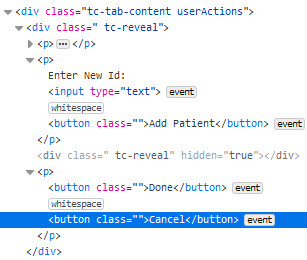 <div class="tc-tab-content userActions">
<div class=" tc-reveal">
<p> ••• </p>
<p>
Enter New Id:
<input type="text"> event
whitespace
<button class="">Add Patient</button> event
</p>
<div class=" tc-reveal" hidden="true"></div>
<p>
<button class="">Done</button> event
whitespace
<button class="">Cancel</button> event
</p>
</div>